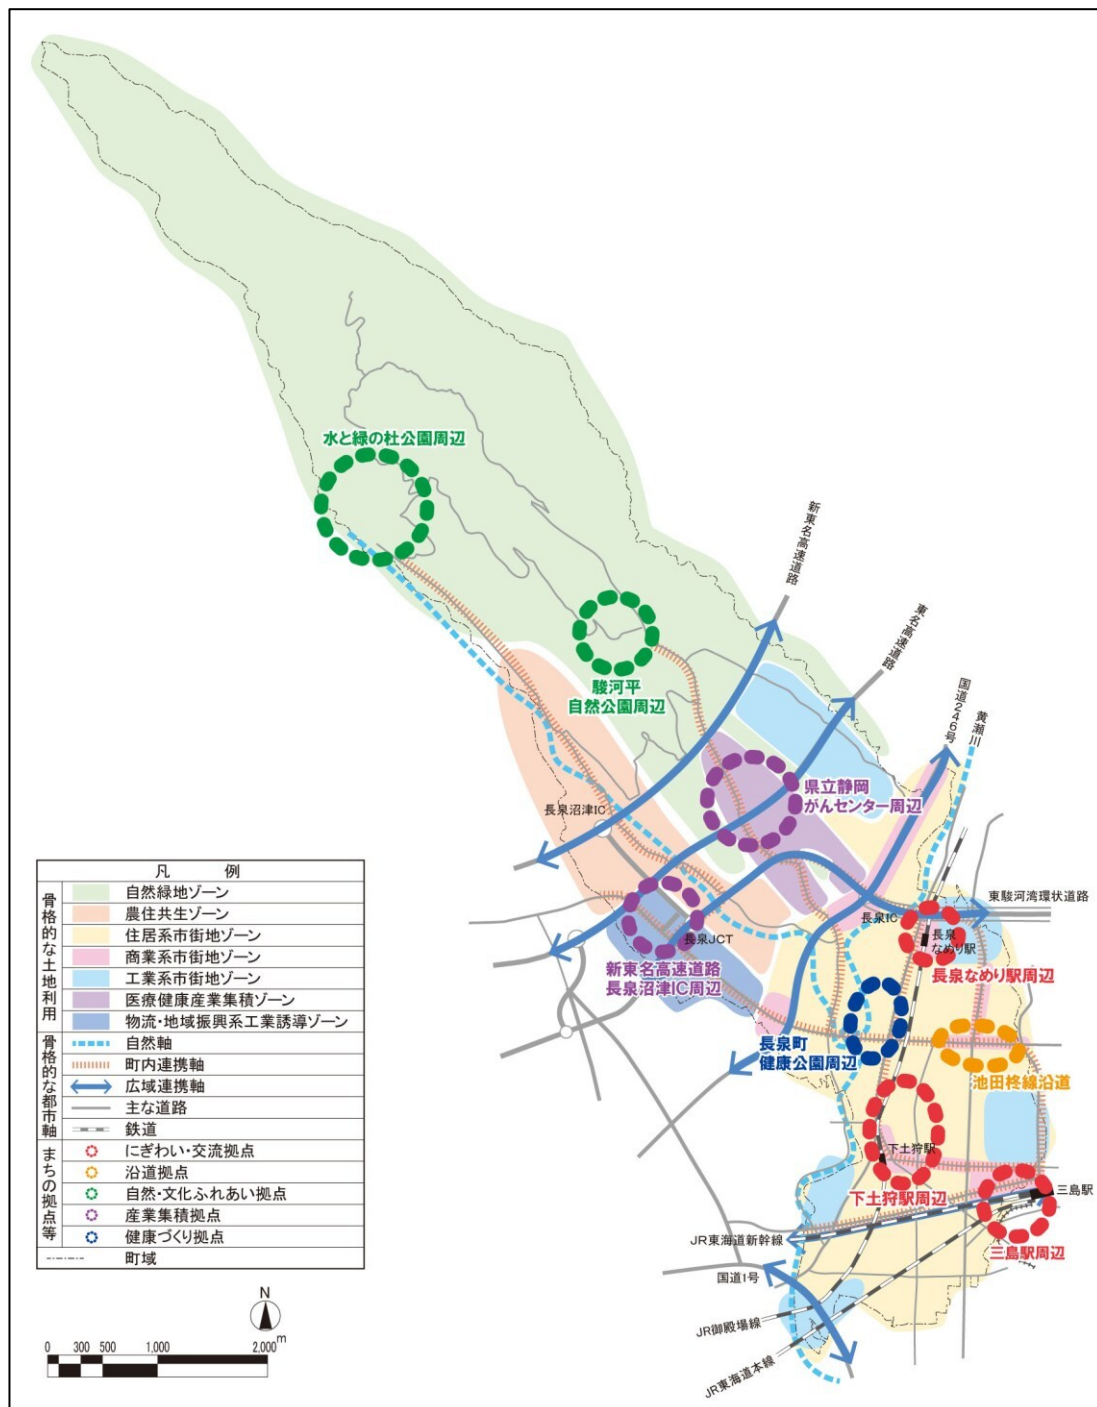 水と緑の杜公園周辺
新東名高速道路
東名高速道路
国道246号
黄瀬川
駿河平
自然公園周辺
県立静岡
がんセンター周辺
長泉沼津IC
東駿河湾環状道路
長泉IC
長泉
なめり駅
長泉なめり駅周辺
長泉JCT
新東名高速道路
長泉沼津IC周辺
長泉町
健康公園周辺
池田柊線沿道
下土狩駅
下土狩駅周辺
三島駅
三島駅周辺
JR東海道新幹線
国道1号
JR御殿場線
JR東海道本線
凡 例
骨格的な土地利用
自然緑地ゾーン
農住共生ゾーン
住居系市街地ゾーン
商業系市街地ゾーン
工業系市街地ゾーン
医療健康産業集積ゾーン
物流・地域振興系工業誘導ゾーン
骨格的な都市軸
自然軸
町内連携軸
広域連携軸
主な道路
鉄道
まちの拠点等
にぎわい・交流拠点
沿道拠点
自然・文化ふれあい拠点
産業集積拠点
健康づくり拠点
町域
N
0 300 500 1,000 2,000 m